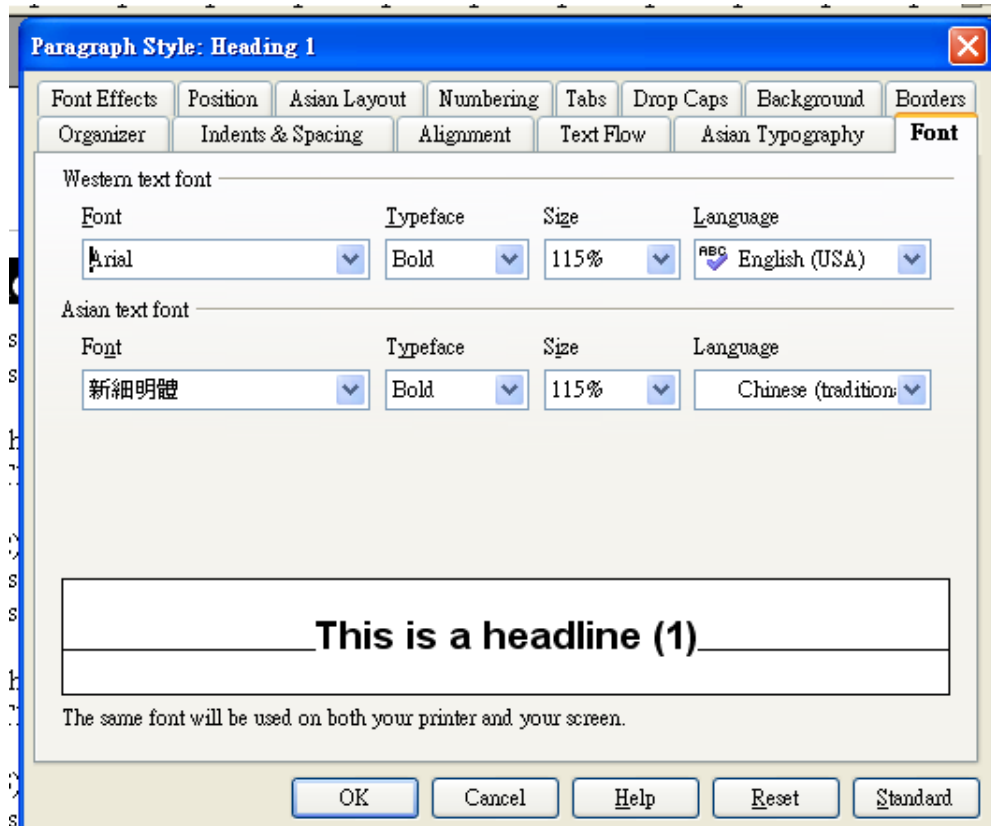 Paragraph Style: Heading 1
Font Effects Position Asian Layout Numbering Tabs Drop Caps Background Borders
Organizer Indents & Spacing Alignment Text Flow Asian Typography Font
Western text font
Font Typeface Size Language
Arial Bold 115% ABC English (USA)
Asian text font
Font Typeface Size Language
新細明體 Bold 115% Chinese (tradition
This is a headline (1)
The same font will be used on both your printer and your screen.
OK Cancel Help Reset Standard